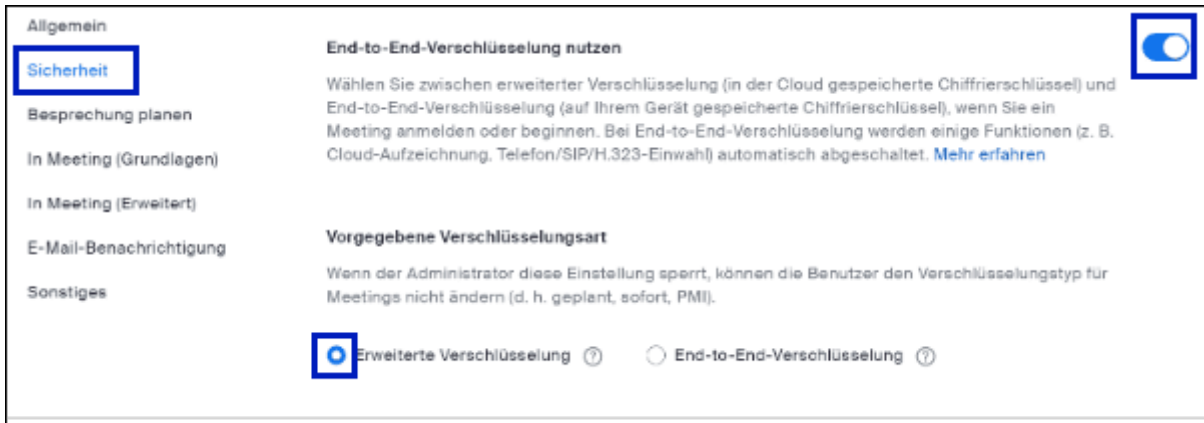 Allgemein
Sicherheit
Besprechung planen
In Meeting (Grundlagen)
In Meeting (Erweitert)
E-Mail-Benachrichtigung
Sonstiges
End-to-End-Verschlüsselung nutzen
Wählen Sie zwischen erweiterter Verschlüsselung (in der Cloud gespeicherte Chiffrierschlüssel) und
End-to-End-Verschlüsselung (auf Ihrem Gerät gespeicherte Chiffrierschlüssel), wenn Sie ein
Meeting anmelden oder beginnen. Bei End-to-End-Verschlüsselung werden einige Funktionen (z. B.
Cloud-Aufzeichnung, Telefon/SIP/H.323-Einwahl) automatisch abgeschaltet. Mehr erfahren
Vorgegebene Verschlüsselungsart
Wenn der Administrator diese Einstellung sperrt, können die Benutzer den Verschlüsselungstyp für
Meetings nicht ändern (d. h. geplant, sofort, PMI).
Erweiterte Verschlüsselung ? End-to-End-Verschlüsselung ?